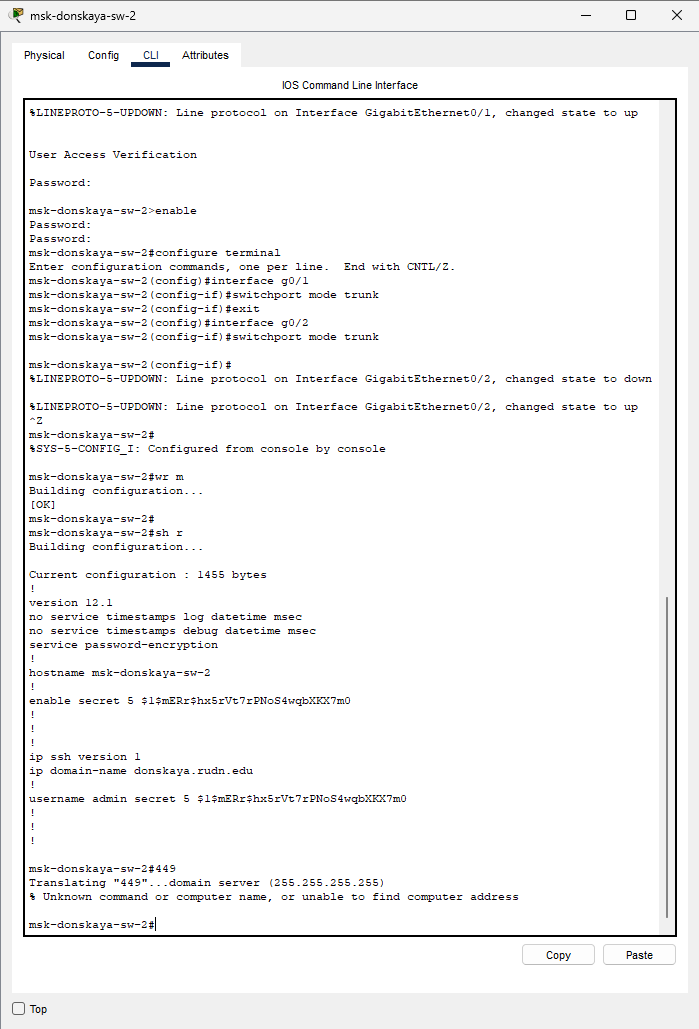 msk-donskaya-sw-2
Physical Config CLI Attributes
IOS Command Line Interface
%LINEPROTO-5-UPDOWN: Line protocol on Interface GigabitEthernet0/1, changed state to up
User Access Verification
Password:
msk-donskaya-sw-2>enable
Password:
Password:
msk-donskaya-sw-2#configure terminal
Enter configuration commands, one per line.  End with CNTL/Z.
msk-donskaya-sw-2(config)#interface g0/1
msk-donskaya-sw-2(config-if)#switchport mode trunk
msk-donskaya-sw-2(config-if)#exit
msk-donskaya-sw-2(config)#interface g0/2
msk-donskaya-sw-2(config-if)#switchport mode trunk
msk-donskaya-sw-2(config-if)#
%LINEPROTO-5-UPDOWN: Line protocol on Interface GigabitEthernet0/2, changed state to down
%LINEPROTO-5-UPDOWN: Line protocol on Interface GigabitEthernet0/2, changed state to up
^Z
msk-donskaya-sw-2#
%SYS-5-CONFIG_I: Configured from console by console
msk-donskaya-sw-2#wr m
Building configuration...
[OK]
msk-donskaya-sw-2#
msk-donskaya-sw-2#sh r
Building configuration...
Current configuration : 1455 bytes
!
version 12.1
no service timestamps log datetime msec
no service timestamps debug datetime msec
service password-encryption
!
hostname msk-donskaya-sw-2
!
enable secret 5 $1$mERr$hx5rVt7rPNoS4wqbXKX7m0
!
!
!
ip ssh version 1
ip domain-name donskaya.rudn.edu
!
username admin secret 5 $1$mERr$hx5rVt7rPNoS4wqbXKX7m0
!
!
!
msk-donskaya-sw-2#449
Translating "449"...domain server (255.255.255.255)
% Unknown command or computer name, or unable to find computer address
msk-donskaya-sw-2#
Copy Paste
Top